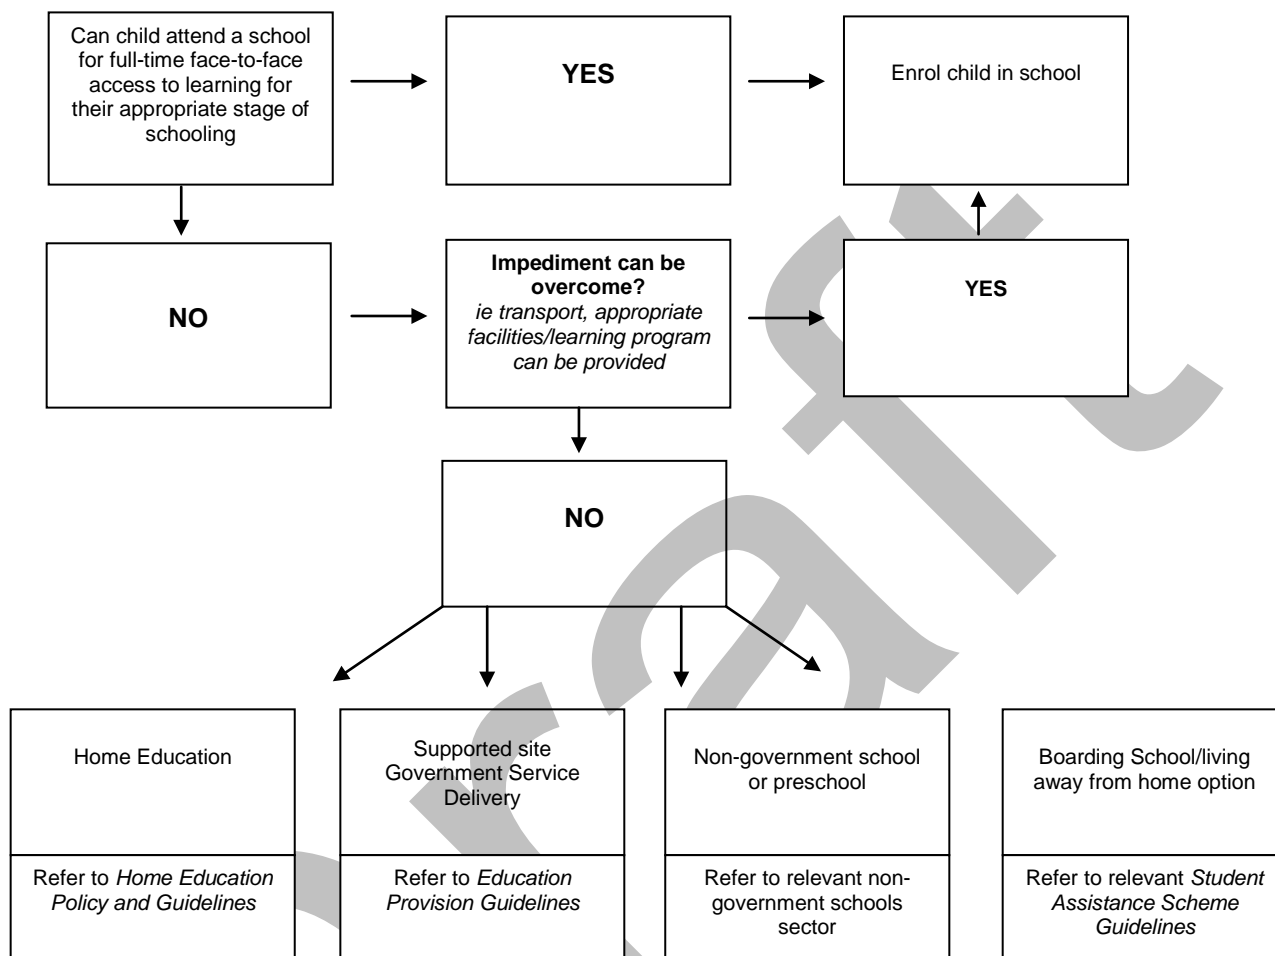 Can child attend a school
for full-time face-to-face
access to learning for
their appropriate stage of
schooling
YES
Enrol child in school
NO
Impediment can be
overcome?
ie transport, appropriate
facilities/learning program
can be provided
YES
NO
Home Education
Supported site
Government Service
Delivery
Non-government school
or preschool
Boarding School/living
away from home option
Refer to Home Education
Policy and Guidelines
Refer to Education
Provision Guidelines
Refer to relevant non-
government schools
sector
Refer to relevant Student
Assistance Scheme
Guidelines
raft